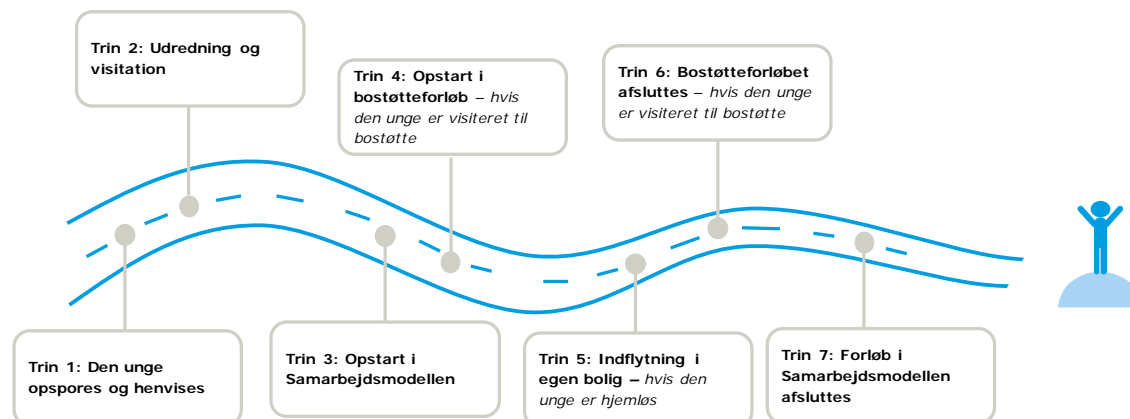 Trin 1: Den unge
opspores og henvises
Trin 2: Udredning og
visitation
Trin 3: Opstart i
Samarbejdsmodellen
Trin 4: Opstart i
bostøtteforløb – hvis
den unge er visiteret til
bostøtte
Trin 5: Indflytning i
egen bolig – hvis den
unge er hjemløs
Trin 6: Bostøtteforløbet
afsluttes – hvis den unge
er visiteret til bostøtte
Trin 7: Forløb i
Samarbejdsmodellen
afsluttes